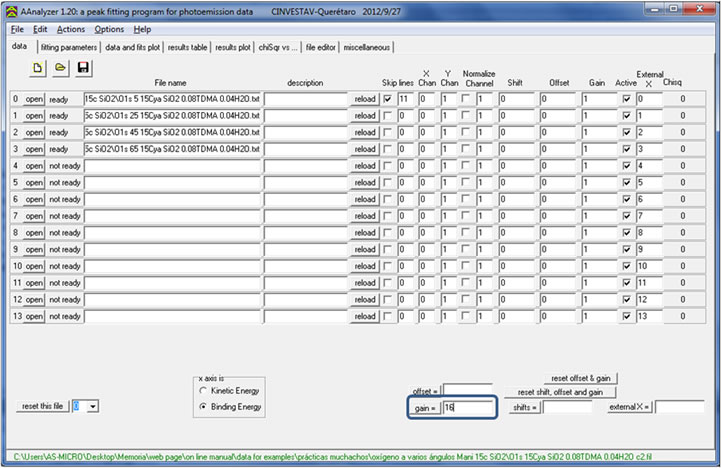 AAnalyzer 1.20: a peak fitting program for photoemission data CINVESTAV-Querétaro 2012/9/27
File Edit Actions Options Help
data fitting parameters data and fits plot results table results plot chiSqr vs ... file editor miscellaneous
File name description Skip lines X Chan Y Chan Normalize Channel Shift Offset Gain Active External X Chisq
0 open ready 15c SiO2\O1s 5 15Cya SiO2 0.08TDMA 0.04H2O.txt reload 11 0 0 1 0 0 1 0 0
1 open ready 5c SiO2\O1s 25 15Cya SiO2 0.08TDMA 0.04H2O.txt reload 0 0 1 1 0 0 1 1 0
2 open ready 5c SiO2\O1s 45 15Cya SiO2 0.08TDMA 0.04H2O.txt reload 0 0 1 1 0 0 1 2 0
3 open ready 5c SiO2\O1s 65 15Cya SiO2 0.08TDMA 0.04H2O.txt reload 0 0 1 1 0 0 1 3 0
4 open not ready reload 0 0 1 1 0 0 1 4 0
5 open not ready reload 0 0 1 1 0 0 1 5 0
6 open not ready reload 0 0 1 1 0 0 1 6 0
7 open not ready reload 0 0 1 1 0 0 1 7 0
8 open not ready reload 0 0 1 1 0 0 1 8 0
9 open not ready reload 0 0 1 1 0 0 1 9 0
10 open not ready reload 0 0 1 1 0 0 1 10 0
11 open not ready reload 0 0 1 1 0 0 1 11 0
12 open not ready reload 0 0 1 1 0 0 1 12 0
13 open not ready reload 0 0 1 1 0 0 1 13 0
x axis is
Kinetic Energy
Binding Energy
reset this file 0
reset offset & gain
offset = reset shift, offset and gain
gain = 16 shifts = external X =
C:\Users\AS-MICRO\Desktop\Memoria\web page\on line manual\data for examples\prácticas muchachos\oxígeno a varios ángulos Mani 15c SiO2\O1s 15Cya SiO2 0.08TDMA 0.04H2O c2.fil